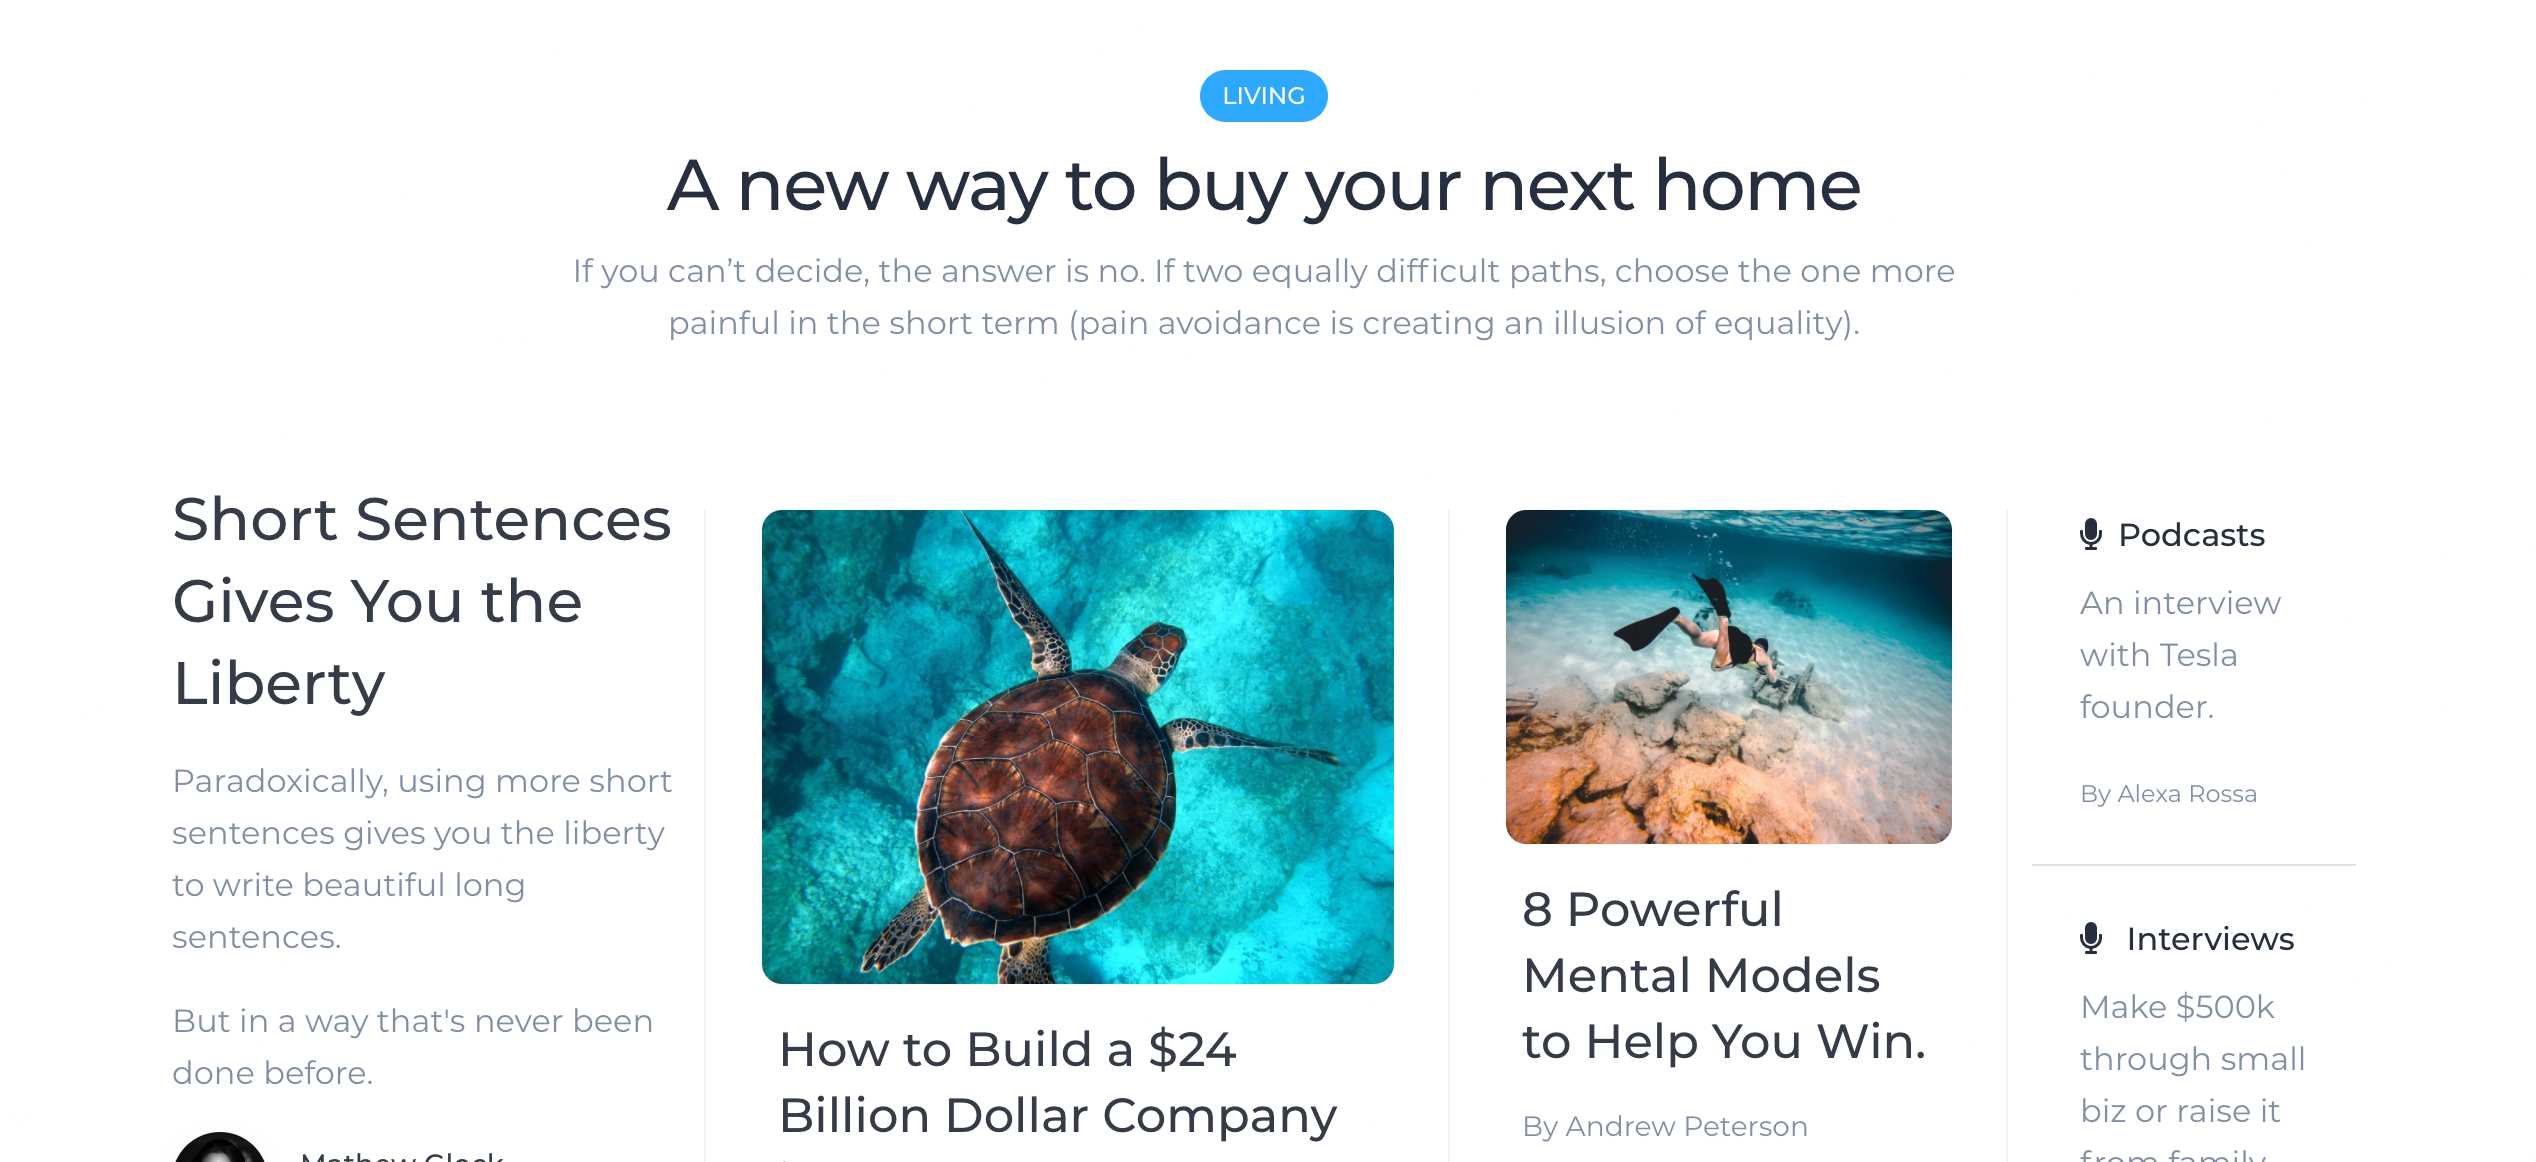 LIVING
A new way to buy your next home
If you can’t decide, the answer is no. If two equally difficult paths, choose the one more
painful in the short term (pain avoidance is creating an illusion of equality).
Short Sentences
Gives You the
Liberty
Paradoxically, using more short
sentences gives you the liberty
to write beautiful long
sentences.
But in a way that's never been
done before.
How to Build a $24
Billion Dollar Company
8 Powerful
Mental Models
to Help You Win.
By Andrew Peterson
Podcasts
An interview
with Tesla
founder.
By Alexa Rossa
Interviews
Make $500k
through small
biz or raise it
from family